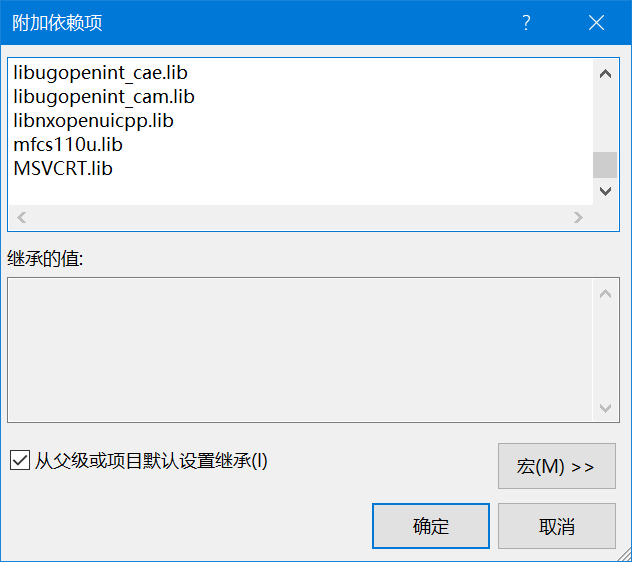 附加依赖项
libugopenint_cae.lib
libugopenint_cam.lib
libnxopenuicpp.lib
mfcs110u.lib
MSVCRT.lib
继承的值:
从父级或项目默认设置继承(I)
宏(M) >>
确定
取消